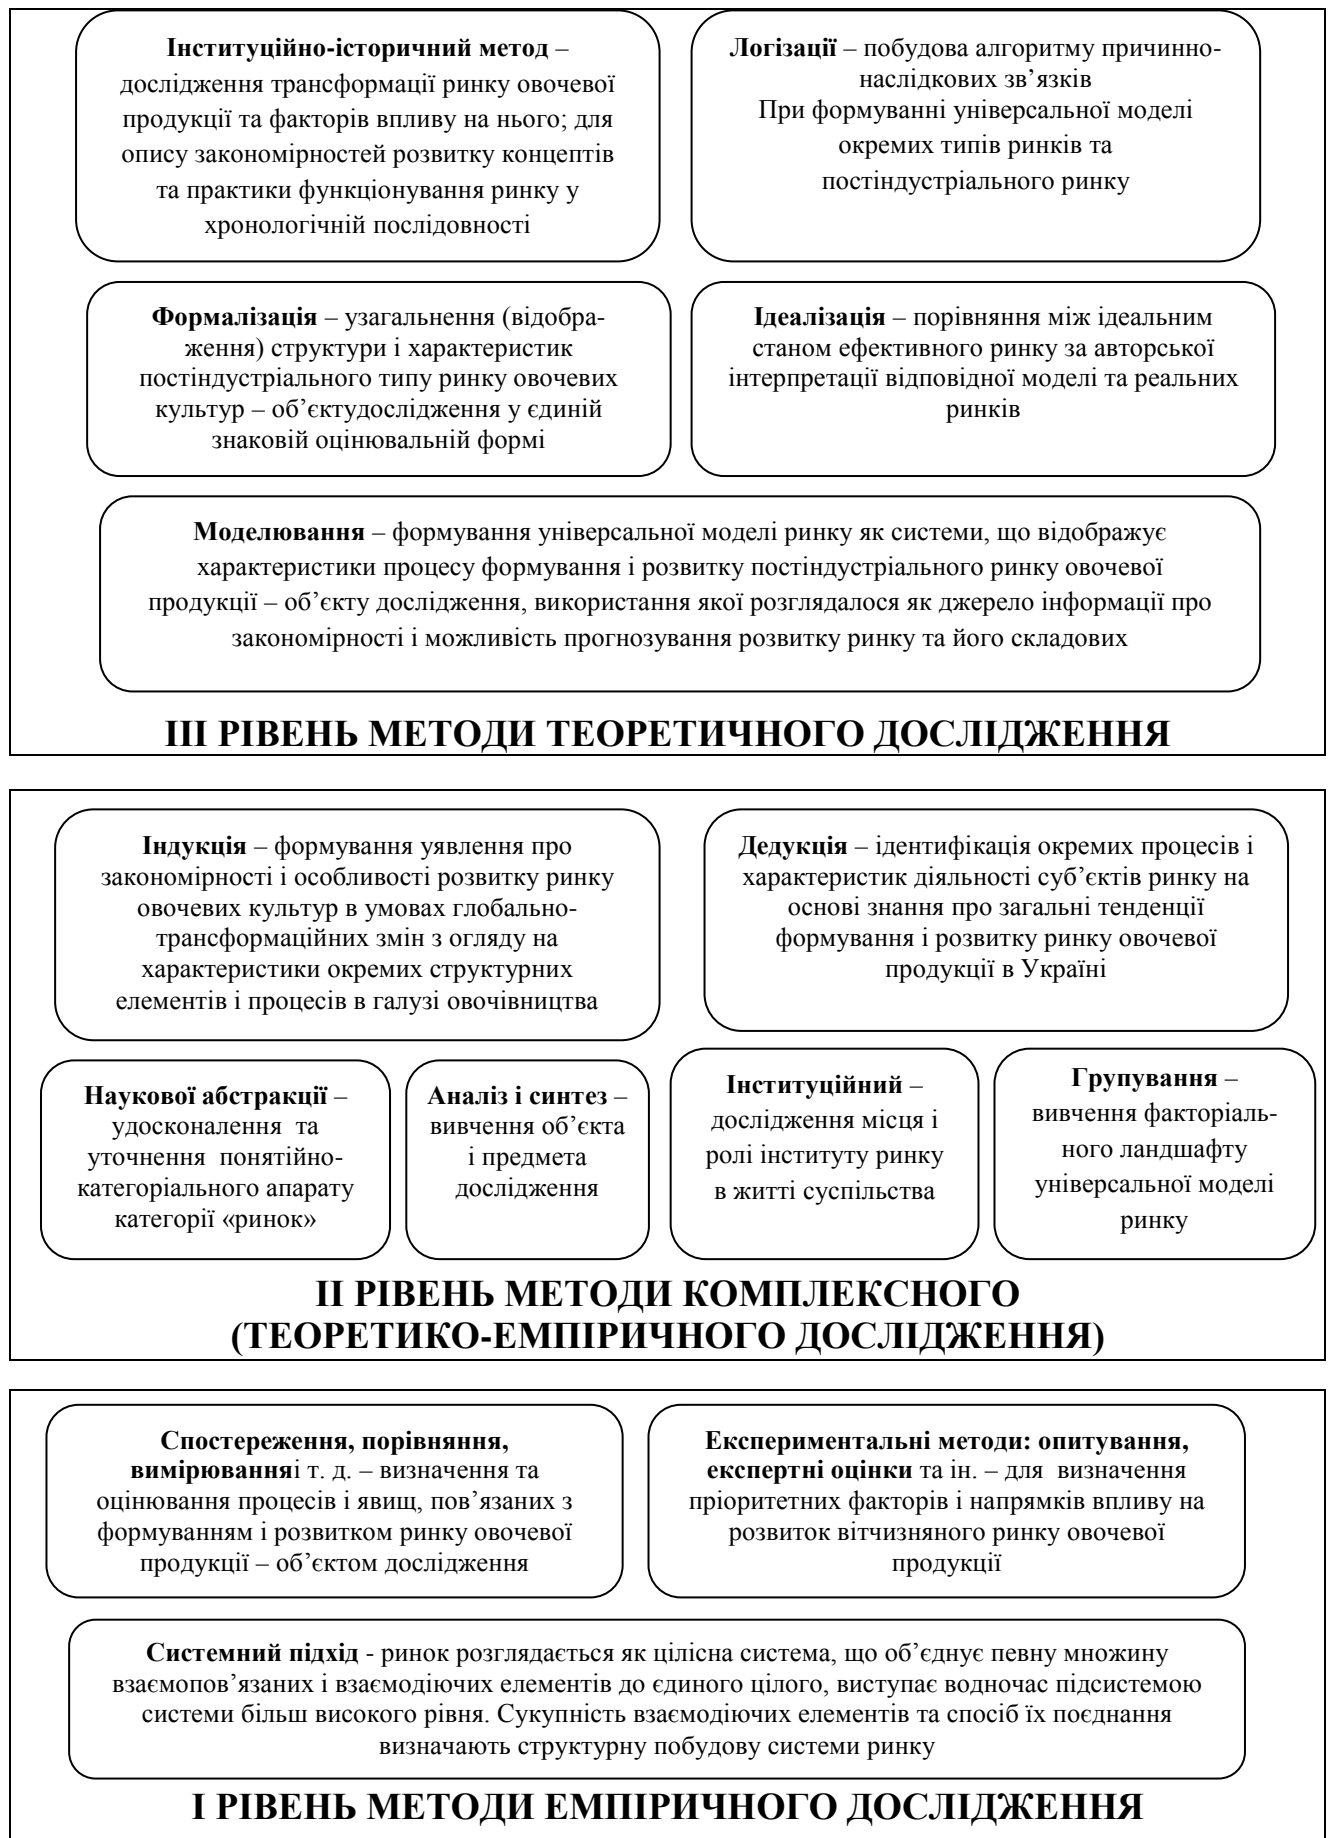 Інституційно-історичний метод –
дослідження трансформації ринку овочевої
продукції та факторів впливу на нього; для
опису закономірностей розвитку концептів
та практики функціонування ринку у
хронологічній послідовності
Логізації – побудова алгоритму причинно-
наслідкових зв’язків
При формуванні універсальної моделі
окремих типів ринків та
постіндустріального ринку
Формалізація – узагальнення (відобра-
ження) структури і характеристик
постіндустріального типу ринку овочевих
культур – об’єктудослідження у єдиній
знаковій оцінювальній формі
Ідеалізація – порівняння між ідеальним
станом ефективного ринку за авторської
інтерпретації відповідної моделі та реальних
ринків
Моделювання – формування універсальної моделі ринку як системи, що відображує
характеристики процесу формування і розвитку постіндустріального ринку овочевої
продукції – об’єкту дослідження, використання якої розглядалося як джерело інформації про
закономірності і можливість прогнозування розвитку ринку та його складових
ІІІ РІВЕНЬ МЕТОДИ ТЕОРЕТИЧНОГО ДОСЛІДЖЕННЯ
Індукція – формування уявлення про
закономірності і особливості розвитку ринку
овочевих культур в умовах глобально-
трансформаційних змін з огляду на
характеристики окремих структурних
елементів і процесів в галузі овочівництва
Дедукція – ідентифікація окремих процесів і
характеристик діяльності суб’єктів ринку на
основі знання про загальні тенденції
формування і розвитку ринку овочевої
продукції в Україні
Наукової абстракції –
удосконалення та
уточнення понятійно-
категоріального апарату
категорії «ринок»
Аналіз і синтез –
вивчення об’єкта
і предмета
дослідження
Інституційний –
дослідження місця і
ролі інституту ринку
в житті суспільства
Групування –
вивчення факторіаль-
ного ландшафту
універсальної моделі
ринку
ІІ РІВЕНЬ МЕТОДИ КОМПЛЕКСНОГО
(ТЕОРЕТИКО-ЕМПІРИЧНОГО ДОСЛІДЖЕННЯ)
Спостереження, порівняння,
вимірюванняі т. д. – визначення та
оцінювання процесів і явищ, пов’язаних з
формуванням і розвитком ринку овочевої
продукції – об’єктом дослідження
Експериментальні методи: опитування,
експертні оцінки та ін. – для визначення
пріоритетних факторів і напрямків впливу на
розвиток вітчизняного ринку овочевої
продукції
Системний підхід - ринок розглядається як цілісна система, що об’єднує певну множину
взаємопов’язаних і взаємодіючих елементів до єдиного цілого, виступає водночас підсистемою
системи більш високого рівня. Сукупність взаємодіючих елементів та спосіб їх поєднання
визначають структурну побудову системи ринку
І РІВЕНЬ МЕТОДИ ЕМПІРИЧНОГО ДОСЛІДЖЕННЯ